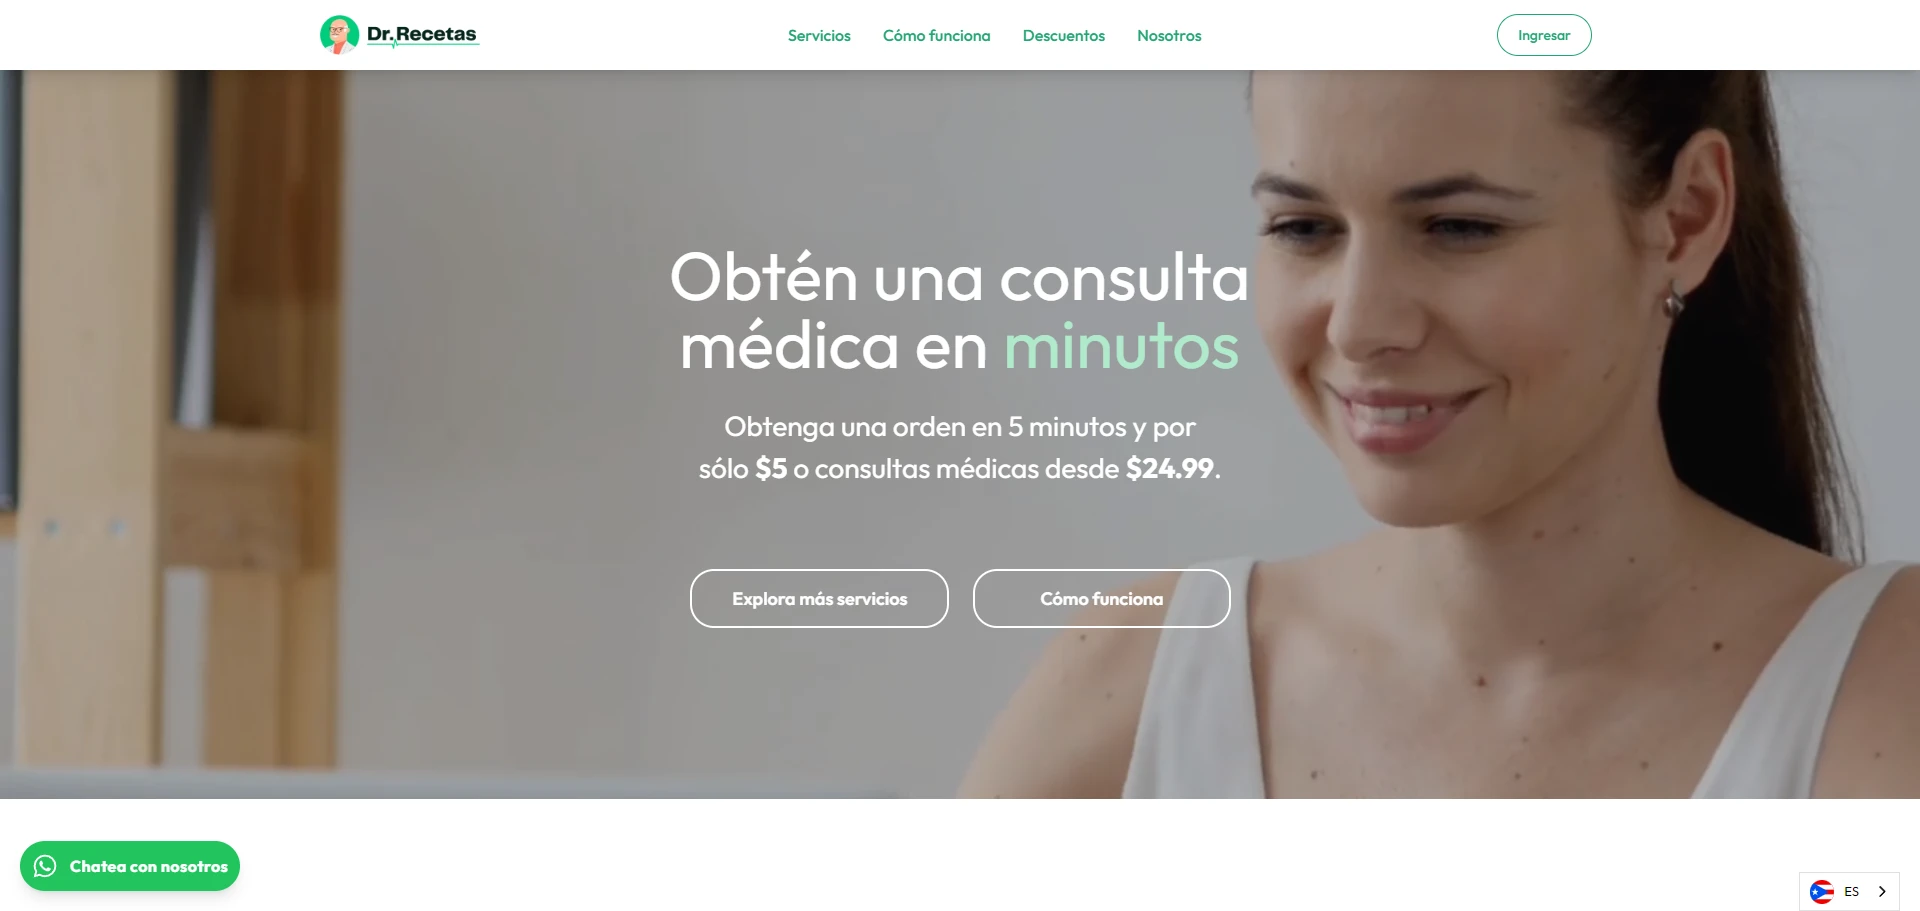 Dr.Recetas
Servicios
Cómo funciona
Descuentos
Nosotros
Ingresar
Obtén una consulta
médica en minutos
Obtenga una orden en 5 minutos y por
sólo $5 o consultas médicas desde $24.99.
Explora más servicios
Cómo funciona
Chatea con nosotros
ES